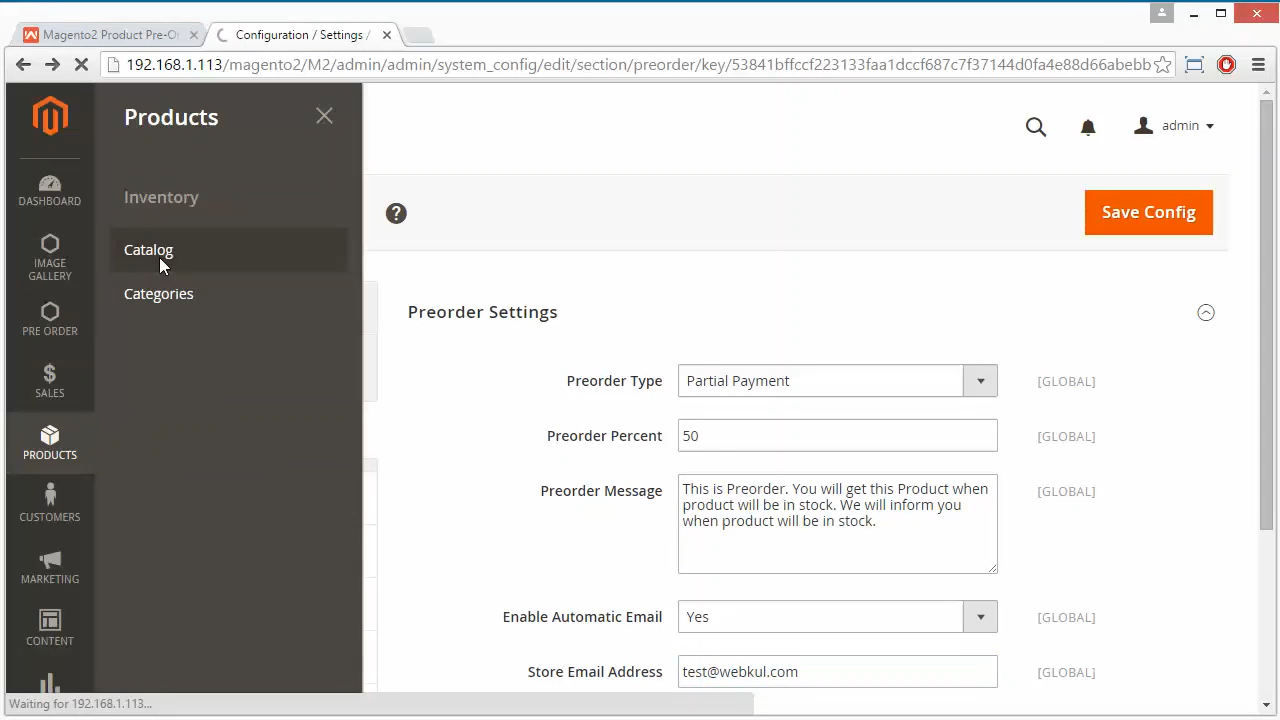 Magento2 Product Pre-O
Configuration / Settings /
192.168.1.113/magento2/M2/admin/admin/system_config/edit/section/preorder/key/53841bffccf223133faa1dccf687c7f37144d0fa4e88d66abebb
Products
Inventory
Catalog
Categories
DASHBOARD
IMAGE
GALLERY
PRE ORDER
SALES
PRODUCTS
CUSTOMERS
MARKETING
CONTENT
admin
Save Config
Preorder Settings
Preorder Type
Partial Payment
[GLOBAL]
Preorder Percent
50
[GLOBAL]
Preorder Message
This is Preorder. You will get this Product when
product will be in stock. We will inform you
when product will be in stock.
[GLOBAL]
Enable Automatic Email
Yes
[GLOBAL]
Store Email Address
test@webkul.com
[GLOBAL]
Waiting for 192.168.1.113...